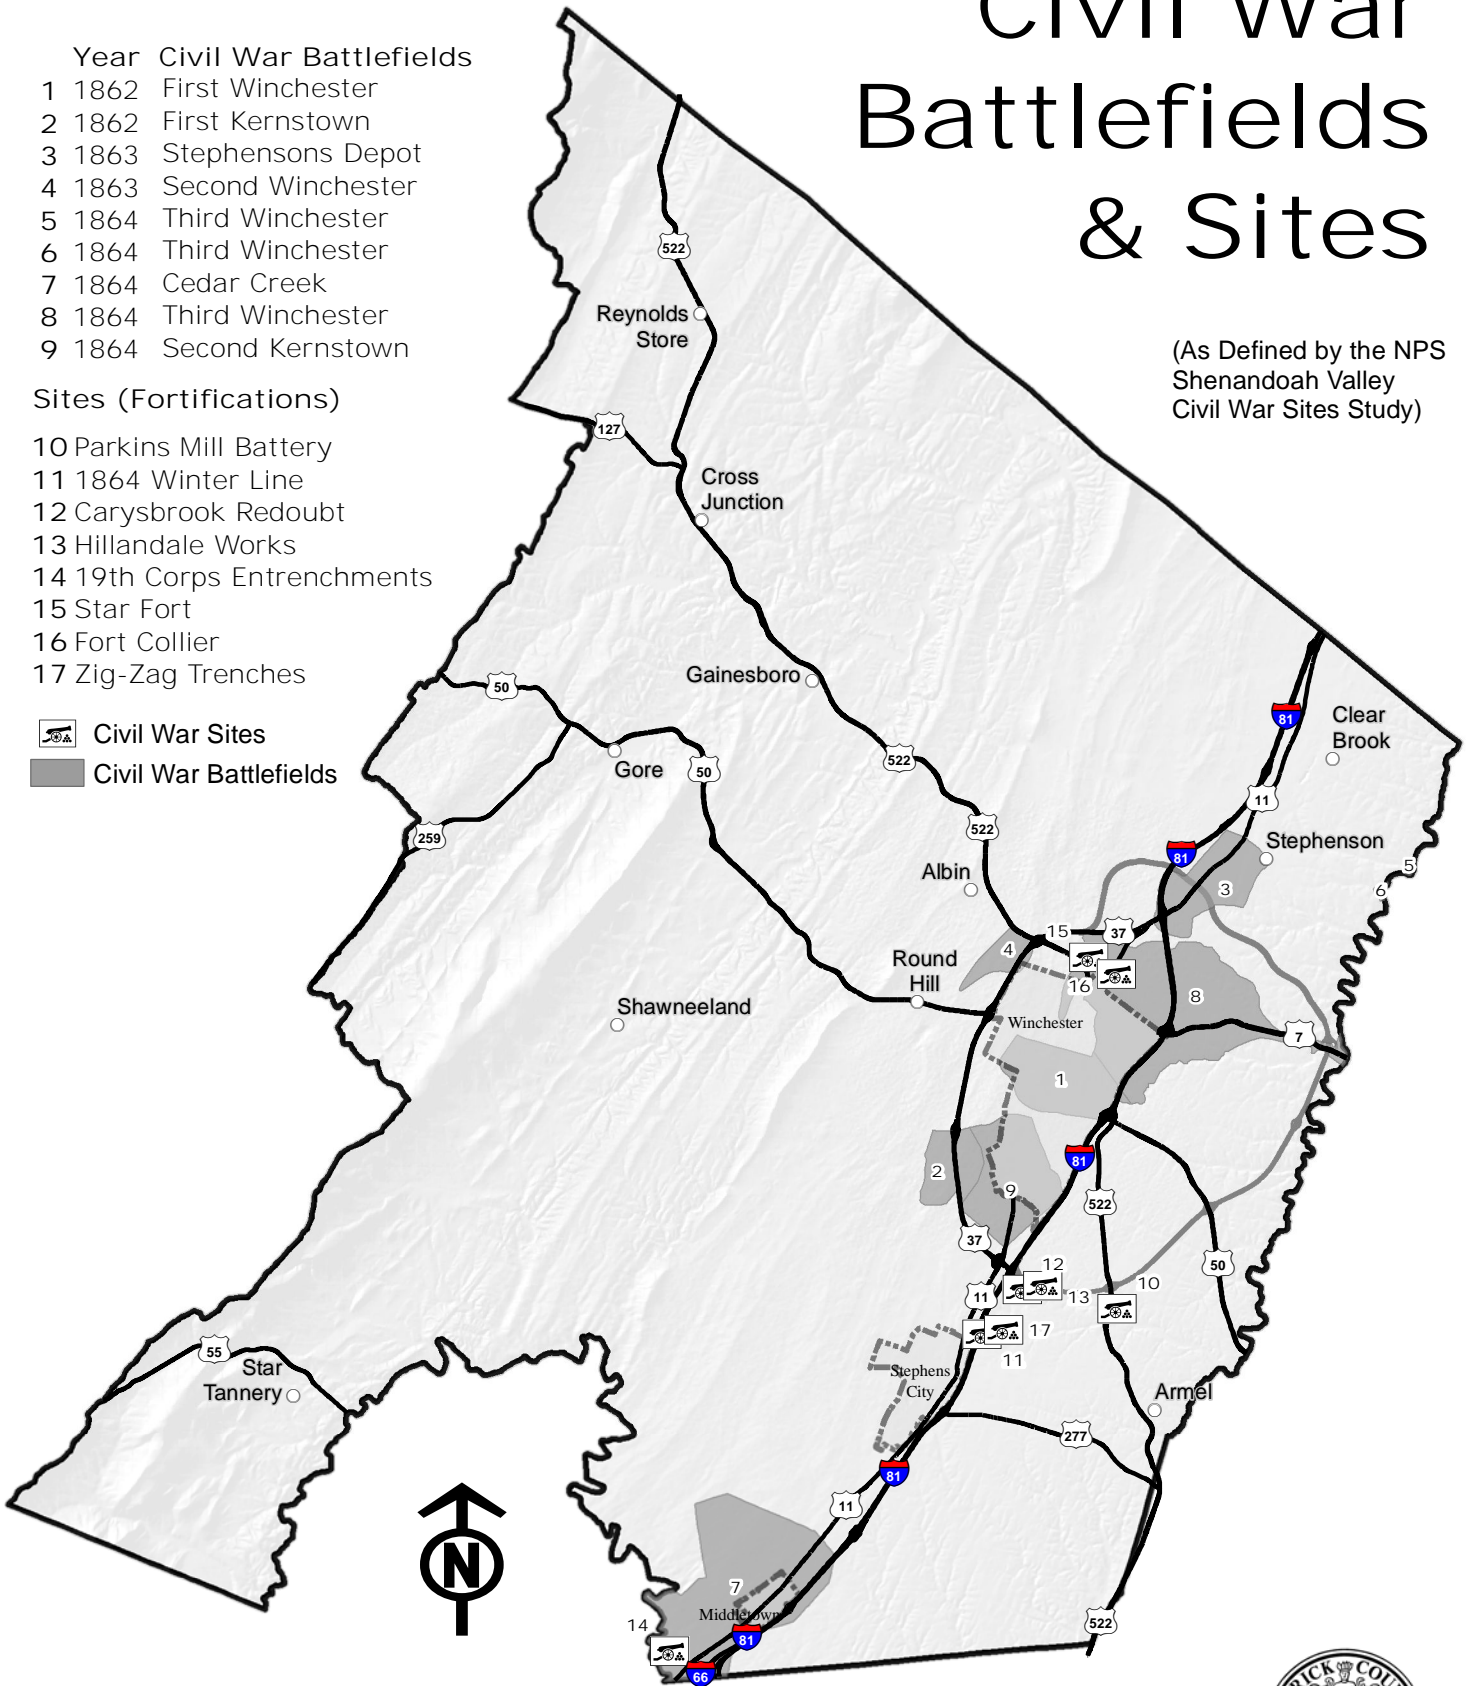 Civil War
Battlefields
& Sites
(As Defined by the NPS
Shenandoah Valley
Civil War Sites Study)
Year Civil War Battlefields
1 1862 First Winchester
2 1862 First Kernstown
3 1863 Stephensons Depot
4 1863 Second Winchester
5 1864 Third Winchester
6 1864 Third Winchester
7 1864 Cedar Creek
8 1864 Third Winchester
9 1864 Second Kernstown
Sites (Fortifications)
10 Parkins Mill Battery
11 1864 Winter Line
12 Carysbrook Redoubt
13 Hillandale Works
14 19th Corps Entrenchments
15 Star Fort
16 Fort Collier
17 Zig-Zag Trenches
Civil War Sites
Civil War Battlefields
522
Reynolds
Store
127
Cross
Junction
Gainesboro
50
Gore
50
522
259
522
Albin
81
Clear
Brook
11
Stephenson
81
3
5
6
15
37
4
16
8
Round
Hill
Shawneeland
Winchester
7
1
2
9
81
522
37
50
12
10
13
11
17
11
Stephens
City
55
Star
Tannery
Armel
277
81
11
7
Middletown
14
81
66
522
N
RICK COU